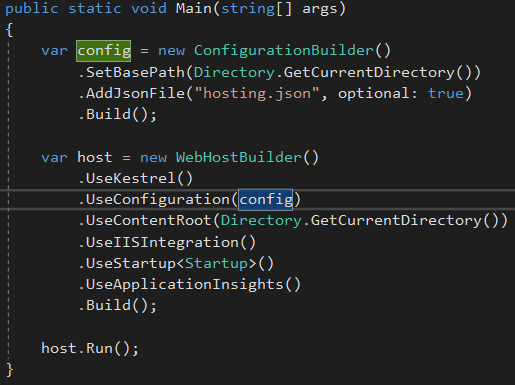 public static void Main(string[] args)
{
    var config = new ConfigurationBuilder()
        .SetBasePath(Directory.GetCurrentDirectory())
        .AddJsonFile("hosting.json", optional: true)
        .Build();

    var host = new WebHostBuilder()
        .UseKestrel()
        .UseConfiguration(config)
        .UseContentRoot(Directory.GetCurrentDirectory())
        .UseIISIntegration()
        .UseStartup<Startup>()
        .UseApplicationInsights()
        .Build();

    host.Run();
}